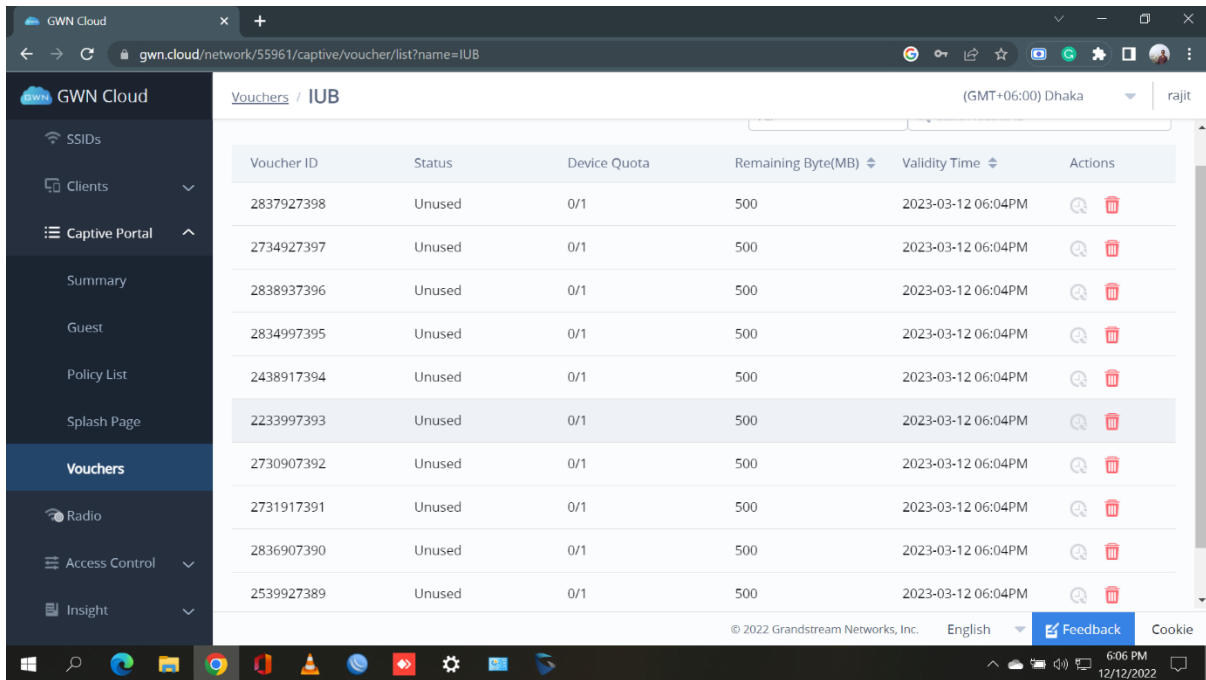 GWN Cloud
gwn.cloud/network/55961/captive/voucher/list?name=IUB
GWN GWN Cloud
Vouchers / IUB
(GMT+06:00) Dhaka
rajit
SSIDs
Clients
Captive Portal
Summary
Guest
Policy List
Splash Page
Vouchers
Radio
Access Control
Insight
Voucher ID Status Device Quota Remaining Byte(MB) Validity Time Actions
2837927398 Unused 0/1 500 2023-03-12 06:04PM
2734927397 Unused 0/1 500 2023-03-12 06:04PM
2838937396 Unused 0/1 500 2023-03-12 06:04PM
2834997395 Unused 0/1 500 2023-03-12 06:04PM
2438917394 Unused 0/1 500 2023-03-12 06:04PM
2233997393 Unused 0/1 500 2023-03-12 06:04PM
2730907392 Unused 0/1 500 2023-03-12 06:04PM
2731917391 Unused 0/1 500 2023-03-12 06:04PM
2836907390 Unused 0/1 500 2023-03-12 06:04PM
2539927389 Unused 0/1 500 2023-03-12 06:04PM
© 2022 Grandstream Networks, Inc. English Feedback Cookie
6:06 PM
12/12/2022